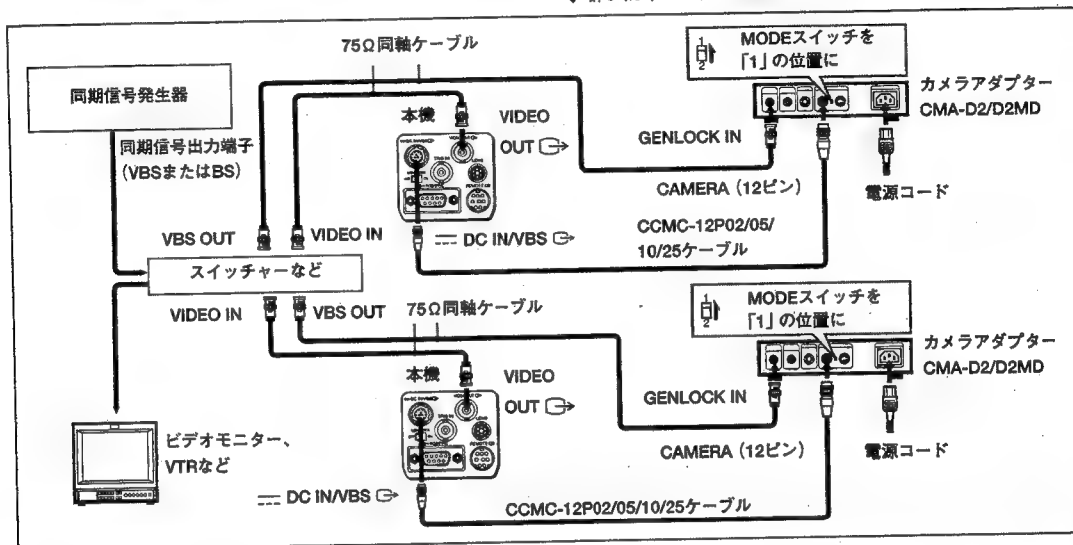 75Ω同軸ケーブル
MODEスイッチを
「1」の位置に
カメラアダプター
CMA-D2/D2MD
同期信号発生器
本機
VIDEO
OUT
GENLOCK IN
同期信号出力端子
(VBSまたはBS)
CAMERA (12ピン)
電源コード
CCMC-12P02/05/
10/25ケーブル
VBS OUT
VIDEO IN
DC IN/VBS
スイッチャーなど
VIDEO IN
VBS OUT
75Ω同軸ケーブル
MODEスイッチを
「1」の位置に
カメラアダプター
CMA-D2/D2MD
本機
VIDEO
OUT
GENLOCK IN
CAMERA (12ピン)
電源コード
ビデオモニター、
VTRなど
DC IN/VBS
CCMC-12P02/05/10/25ケーブル
1
2
1
2